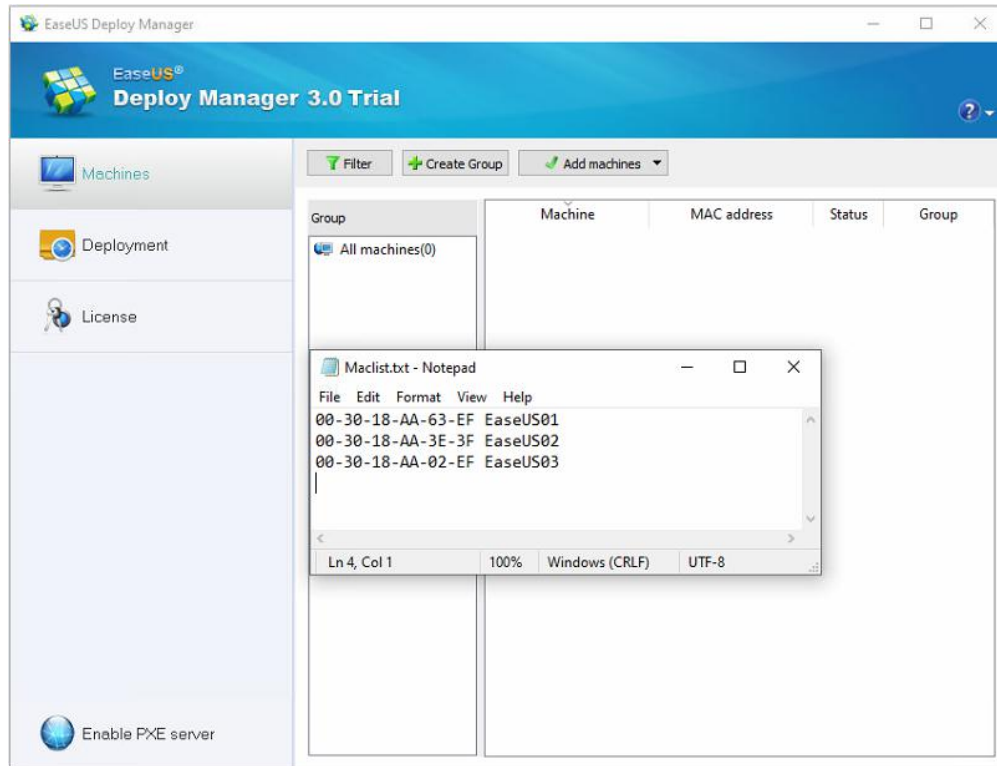 EaseUS Deploy Manager
EaseUS®
Deploy Manager 3.0 Trial
?
Machines
Deployment
License
Enable PXE server
Filter
Create Group
Add machines
Group
Machine MAC address Status Group
All machines(0)
Maclist.txt - Notepad
File Edit Format View Help
00-30-18-AA-63-EF EaseUS01
00-30-18-AA-3E-3F EaseUS02
00-30-18-AA-02-EF EaseUS03
Ln 4, Col 1 100% Windows (CRLF) UTF-8